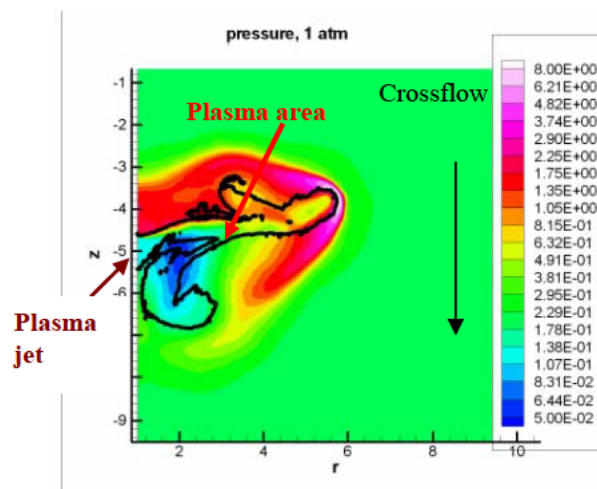 pressure, 1 atm
Crossflow
Plasma area
Plasma
jet
z
-1
-2
-3
-4
-5
-6
-9
2
4
6
8
10
r
8.00E+00
6.21E+00
4.82E+00
3.74E+00
2.90E+00
2.25E+00
1.75E+00
1.35E+00
1.05E+00
8.15E-01
6.32E-01
4.91E-01
3.81E-01
2.95E-01
2.29E-01
1.78E-01
1.38E-01
1.07E-01
8.31E-02
6.44E-02
5.00E-02